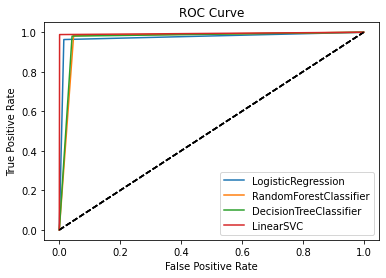 ROC Curve
True Positive Rate
1.0
0.8
0.6
0.4
0.2
0.0
0.0 0.2 0.4 0.6 0.8 1.0
False Positive Rate
LogisticRegression
RandomForestClassifier
DecisionTreeClassifier
LinearSVC